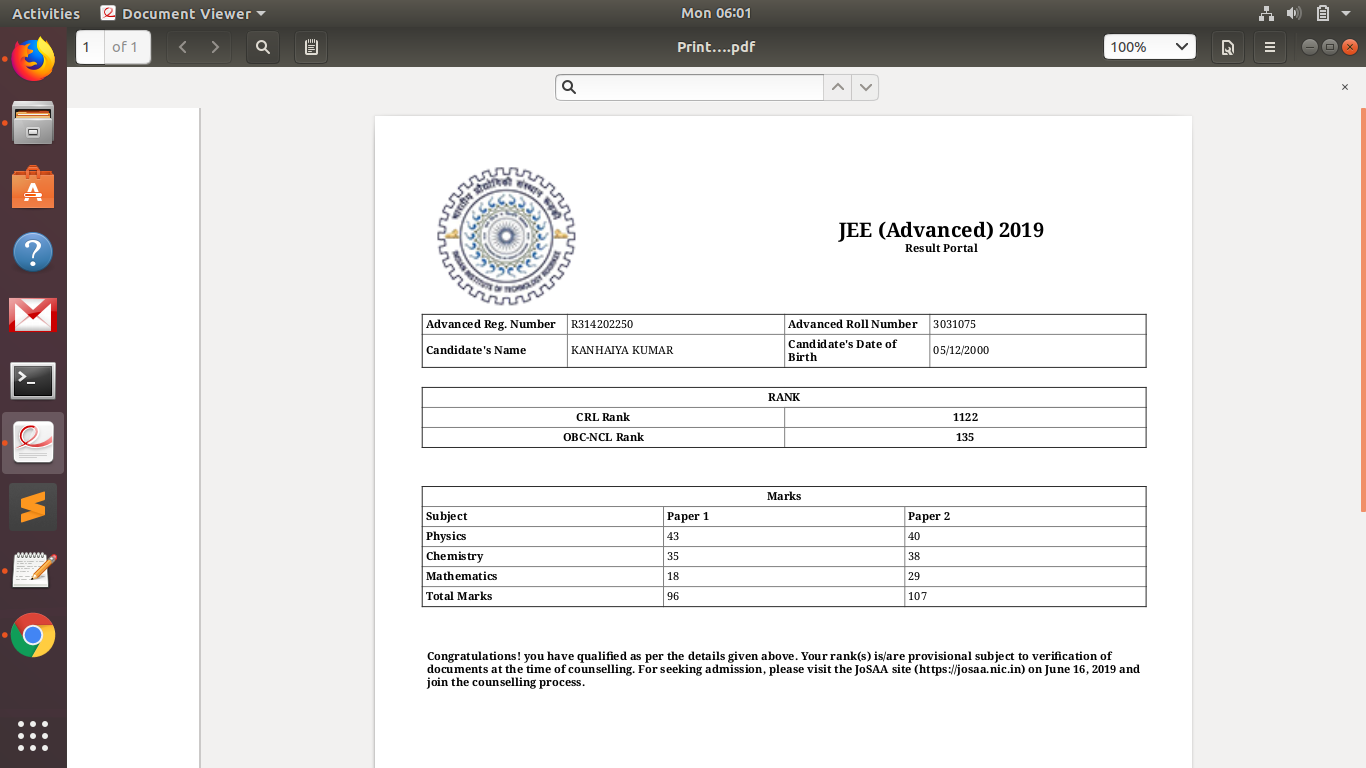 Activities Document Viewer Mon 06:01
1 of 1 Print....pdf 100%
JEE (Advanced) 2019
Result Portal
Advanced Reg. Number R314202250 Advanced Roll Number 3031075
Candidate's Name KANHAIYA KUMAR Candidate's Date of Birth 05/12/2000
RANK
CRL Rank 1122
OBC-NCL Rank 135
Marks
Subject Paper 1 Paper 2
Physics 43 40
Chemistry 35 38
Mathematics 18 29
Total Marks 96 107
Congratulations! you have qualified as per the details given above. Your rank(s) is/are provisional subject to verification of
documents at the time of counselling. For seeking admission, please visit the JoSAA site (https://josaa.nic.in) on June 16, 2019 and
join the counselling process.